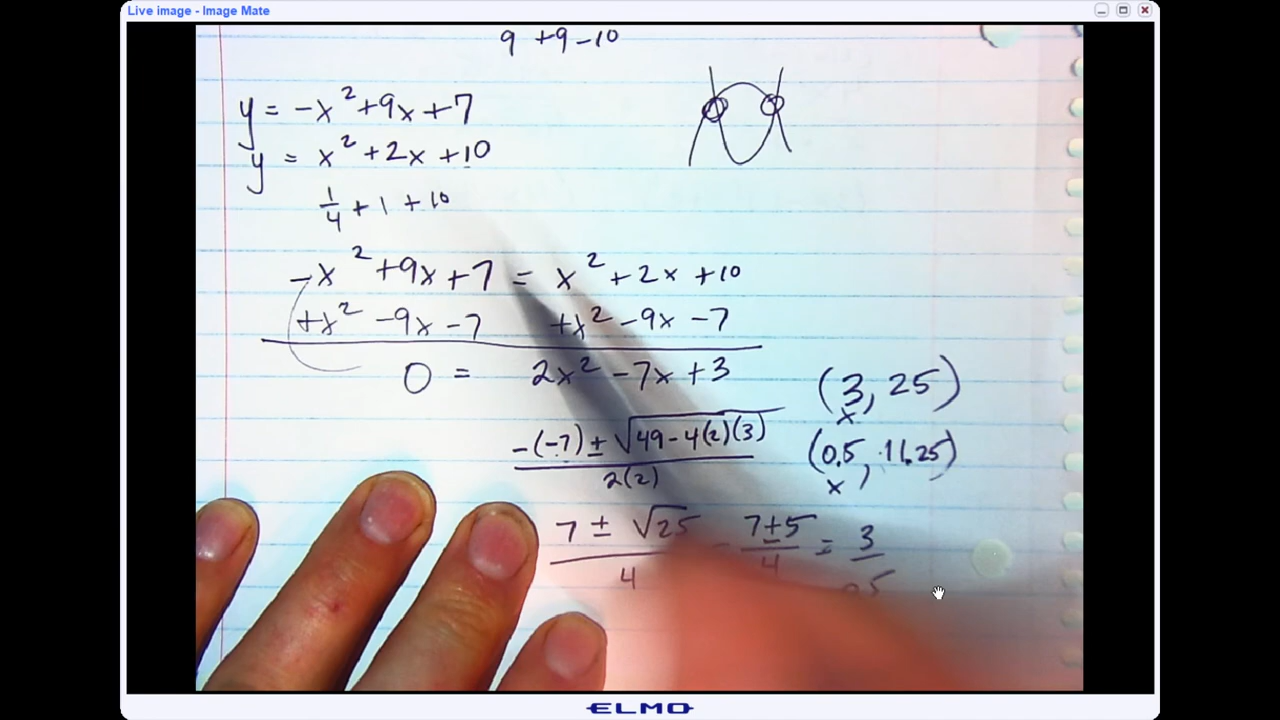 Live image - Image Mate
9 +9-10
y = -x² +9x+7
y = x² +2x +10
1/4 + 1 + 10
-x² +9x+7 = x² +2x +10
+x² -9x -7 +x² -9x -7
0 = 2x² -7x +3
(3, 25)
x
-(-7) ± √49-4(2)(3)
2(2)
(0.5, 11.25)
x
7 ± √25
4
7±5
4
= 3
.5
ELMO